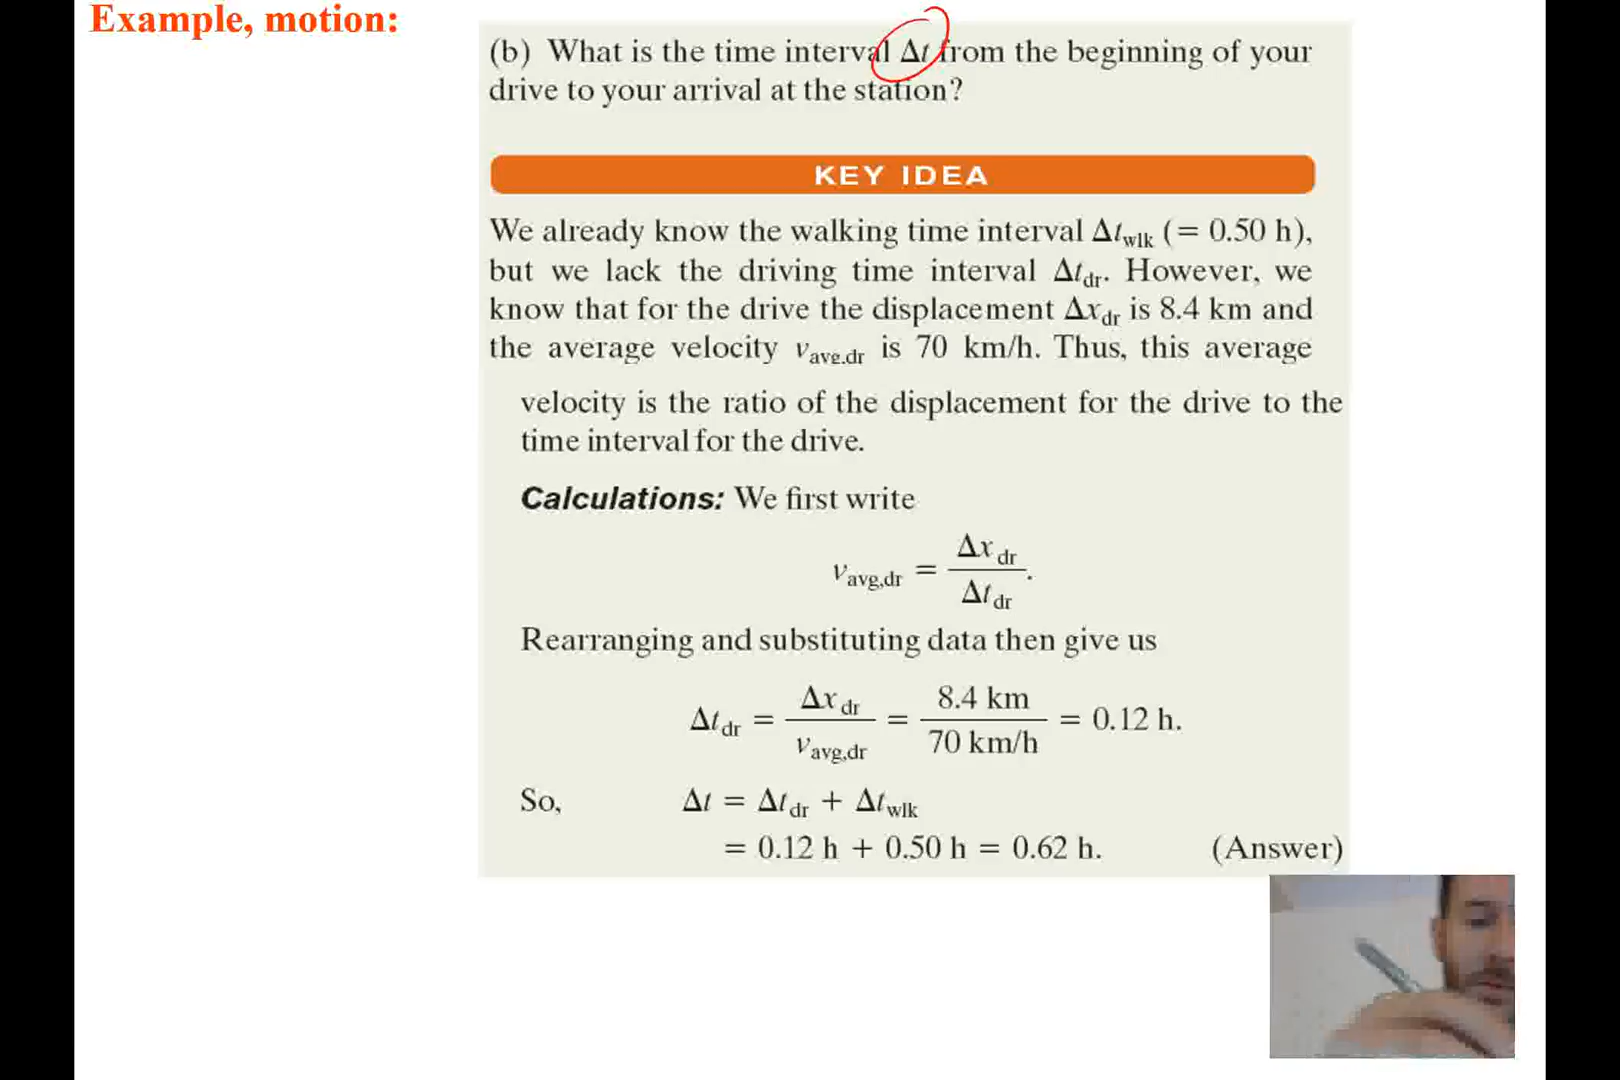 Example, motion:
(b) What is the time interval Δt from the beginning of your
drive to your arrival at the station?
KEY IDEA
We already know the walking time interval Δt_wlk (= 0.50 h),
but we lack the driving time interval Δt_dr. However, we
know that for the drive the displacement Δx_dr is 8.4 km and
the average velocity v_ave.dr is 70 km/h. Thus, this average
velocity is the ratio of the displacement for the drive to the
time interval for the drive.
Calculations: We first write
v_avg,dr = Δx_dr / Δt_dr.
Rearranging and substituting data then give us
Δt_dr = Δx_dr / v_avg,dr = 8.4 km / 70 km/h = 0.12 h.
So, Δt = Δt_dr + Δt_wlk
= 0.12 h + 0.50 h = 0.62 h. (Answer)